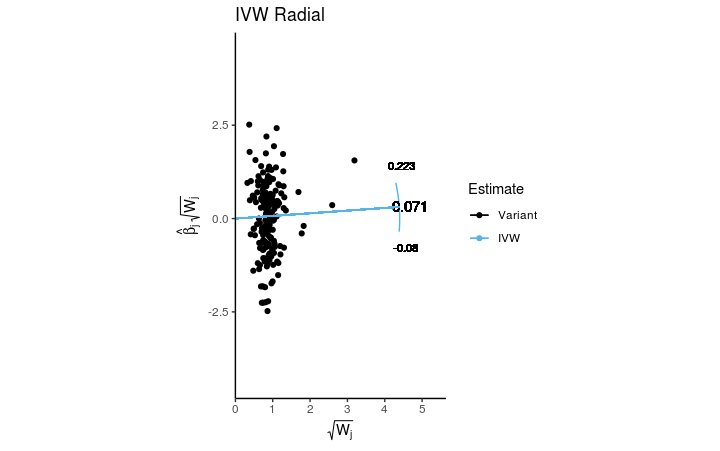 IVW Radial
2.5
0.0
-2.5
β̂j√Wj
0.223
0.071
-0.08
0 1 2 3 4 5
√Wj
Estimate
Variant
IVW